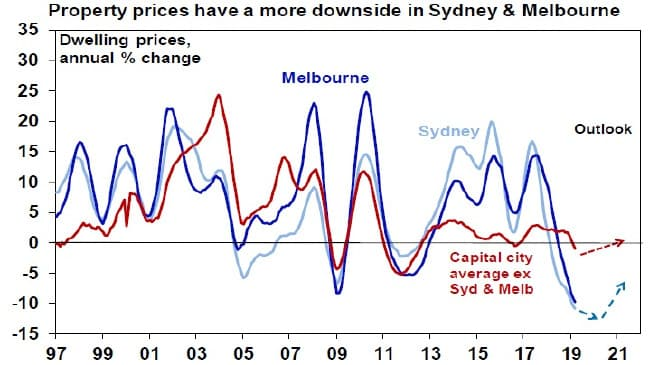 Property prices have a more downside in Sydney & Melbourne
35
30
25
20
15
10
5
0
-5
-10
-15
Dwelling prices,
annual % change
Melbourne
Sydney
Outlook
Capital city
average ex
Syd & Melb
97 99 01 03 05 07 09 11 13 15 17 19 21